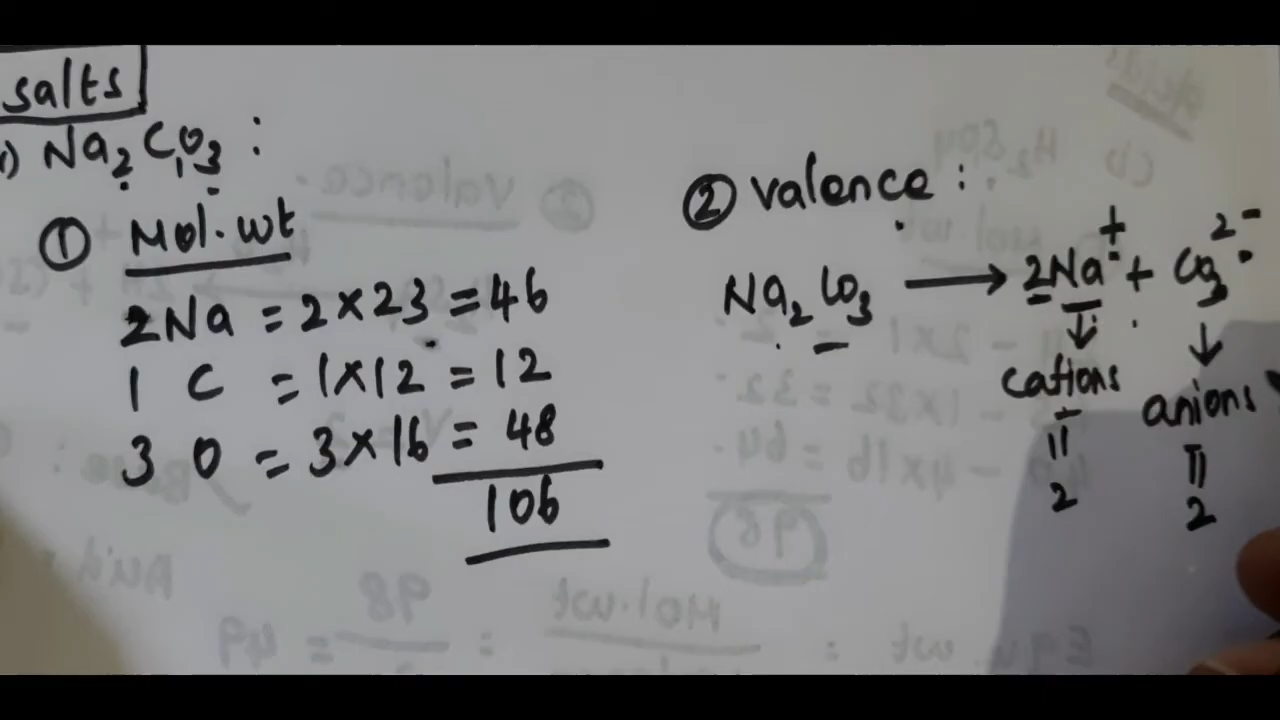 salts
1) Na2CO3 :
① Mol. wt
2Na = 2×23 = 46
1 C = 1×12 = 12
3 O = 3×16 = 48
106
② valence :
Na2CO3 → 2Na+ + CO3 2-
↓ ↓
cations anions
|| ||
2 2